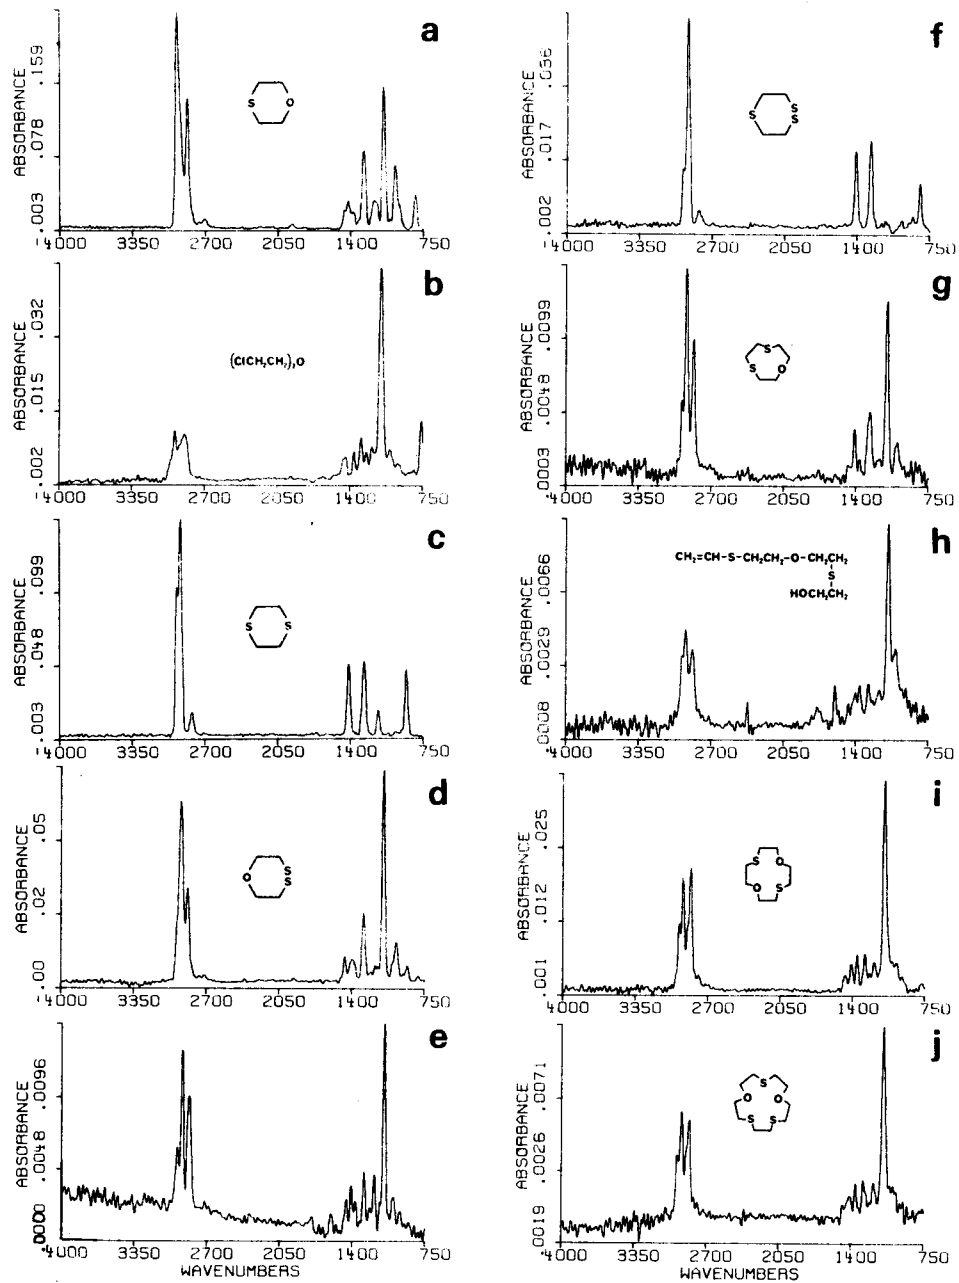 a
ABSORBANCE
.003 .078 .159
S O
4000 3350 2700 2050 1400 750
b
ABSORBANCE
.002 .015 .032
(ClCH₂CH₂)₂O
4000 3350 2700 2050 1400 750
c
ABSORBANCE
.003 .048 .099
S S
4000 3350 2700 2050 1400 750
d
ABSORBANCE
.00 .02 .05
O S S
4000 3350 2700 2050 1400 750
e
ABSORBANCE
.0048 .0096
4000 3350 2700 2050 1400 750
WAVENUMBERS
f
ABSORBANCE
.002 .017 .036
S S S
4000 3350 2700 2050 1400 750
g
ABSORBANCE
.0003 .0048 .0099
S S O
4000 3350 2700 2050 1400 750
h
ABSORBANCE
.0008 .0029 .0066
CH₂=CH-S-CH₂CH₂-O-CH₂CH₂
S
HOCH₂CH₂
4000 3350 2700 2050 1400 750
i
ABSORBANCE
.001 .012 .025
S O
O S
4000 3350 2700 2050 1400 750
j
ABSORBANCE
.0019 .0026 .0071
S
O O
S S
4000 3350 2700 2050 1400 750
WAVENUMBERS